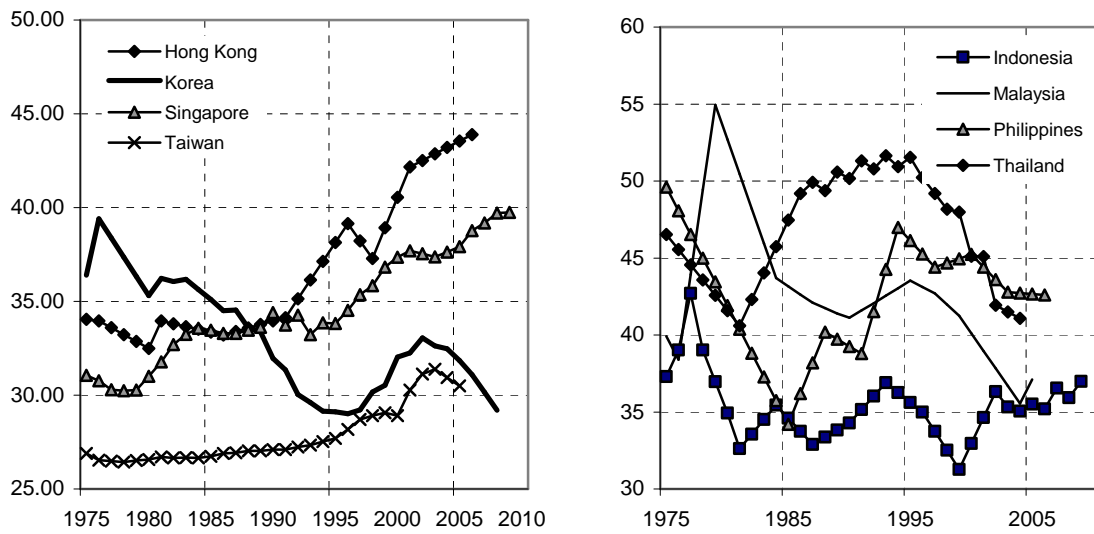 50.00
45.00
40.00
35.00
30.00
25.00
Hong Kong
Korea
Singapore
Taiwan
1975 1980 1985 1990 1995 2000 2005 2010
60
55
50
45
40
35
30
Indonesia
Malaysia
Philippines
Thailand
1975 1985 1995 2005